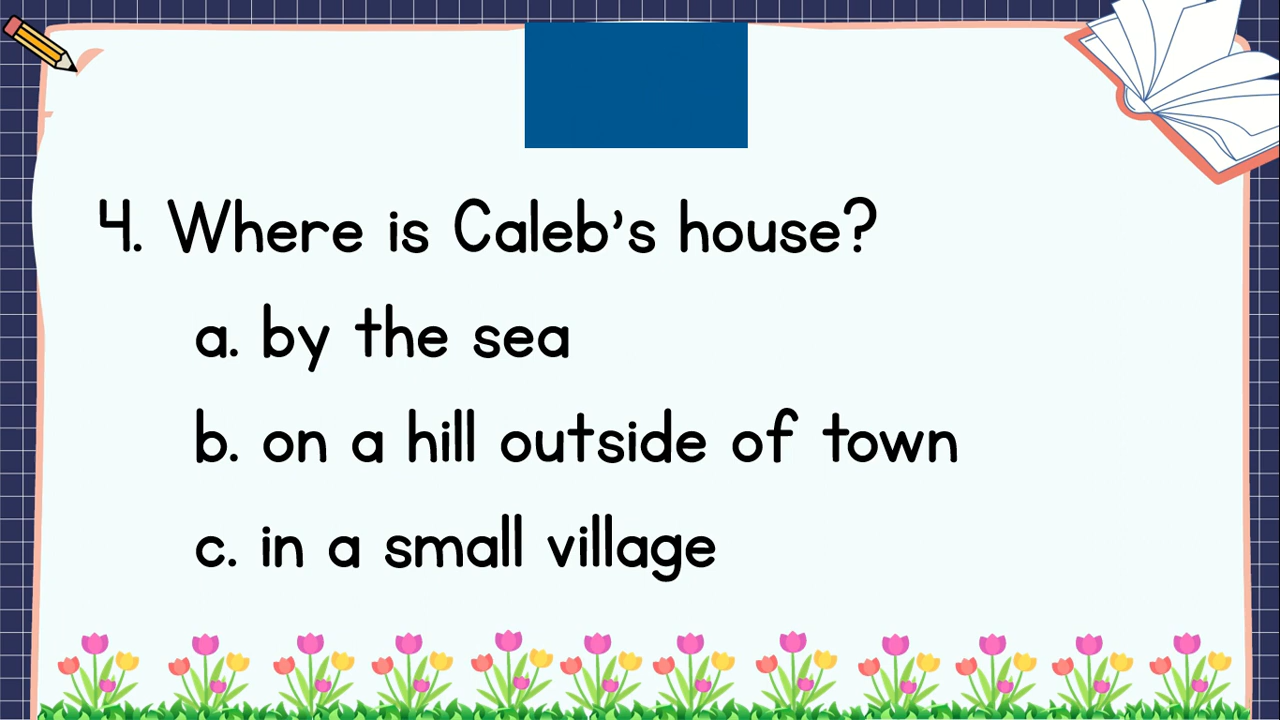 4. Where is Caleb's house?
a. by the sea
b. on a hill outside of town
c. in a small village